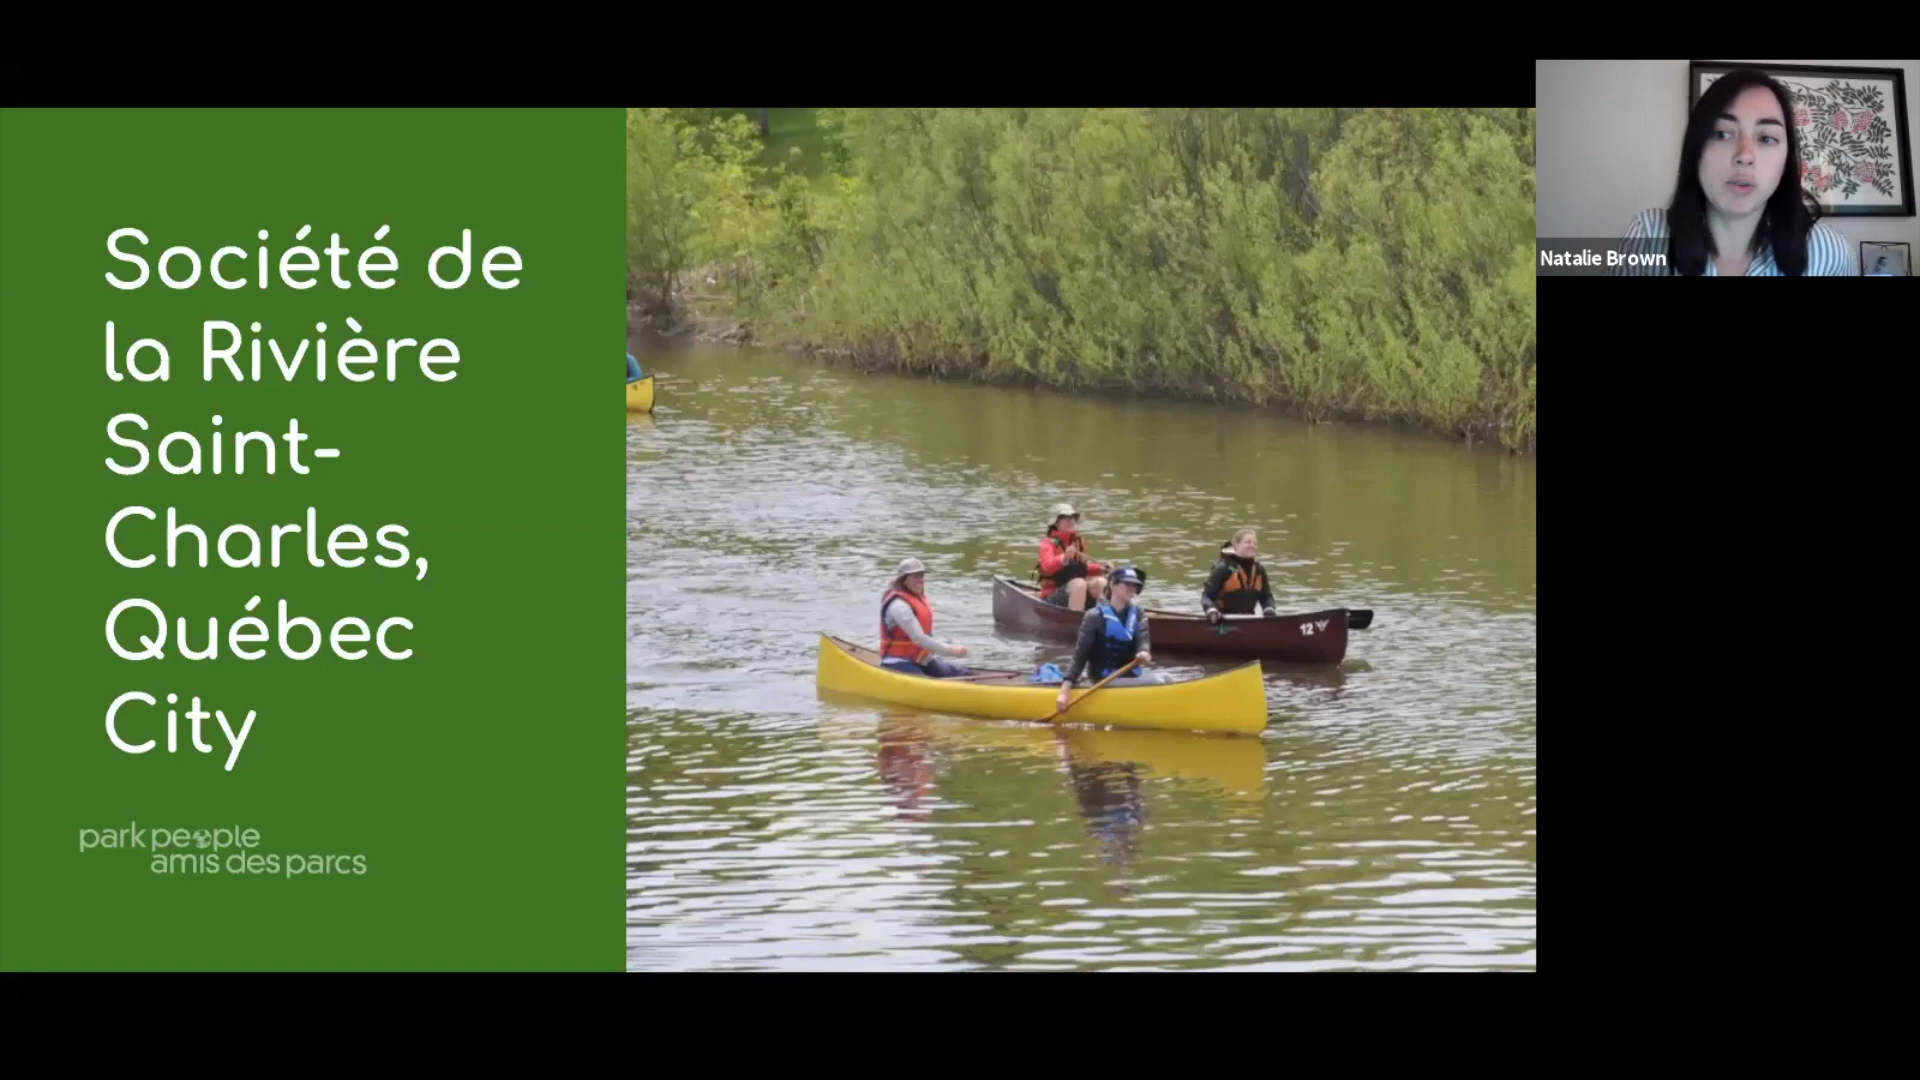 Société de
la Rivière
Saint-
Charles,
Québec
City
park people
amis des parcs
12
Natalie Brown